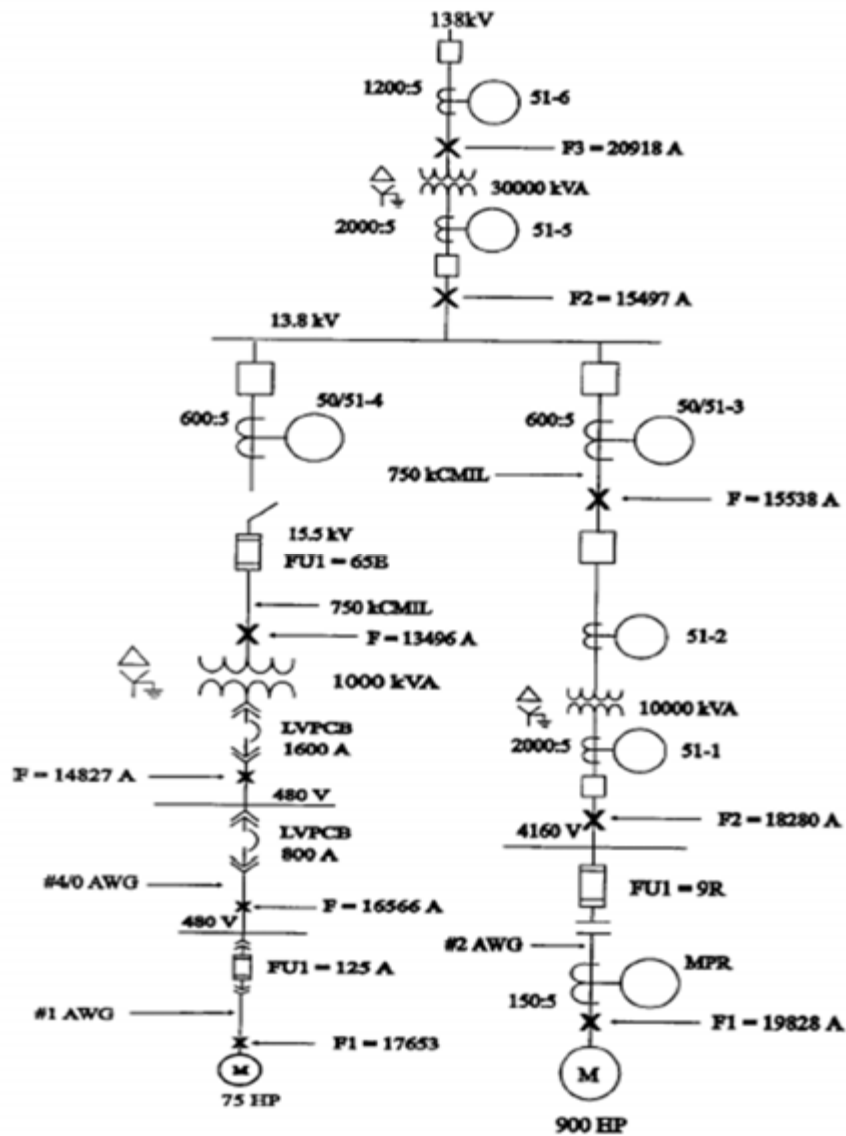 138kV
1200:5
51-6
F3 = 20918 A
30000 kVA
2000:5
51-5
F2 = 15497 A
13.8 kV
600:5
50/51-4
600:5
50/51-3
750 kCMIL
F = 15538 A
15.5 kV
FU1 = 65E
750 kCMIL
F = 13496 A
51-2
1000 kVA
10000 kVA
LVPCB
1600 A
2000:5
51-1
F = 14827 A
480 V
F2 = 18280 A
4160 V
LVPCB
800 A
#4/0 AWG
FU1 = 9R
F = 16566 A
480 V
#2 AWG
FU1 = 125 A
MPR
150:5
#1 AWG
F1 = 17653
F1 = 19828 A
M
M
75 HP
900 HP